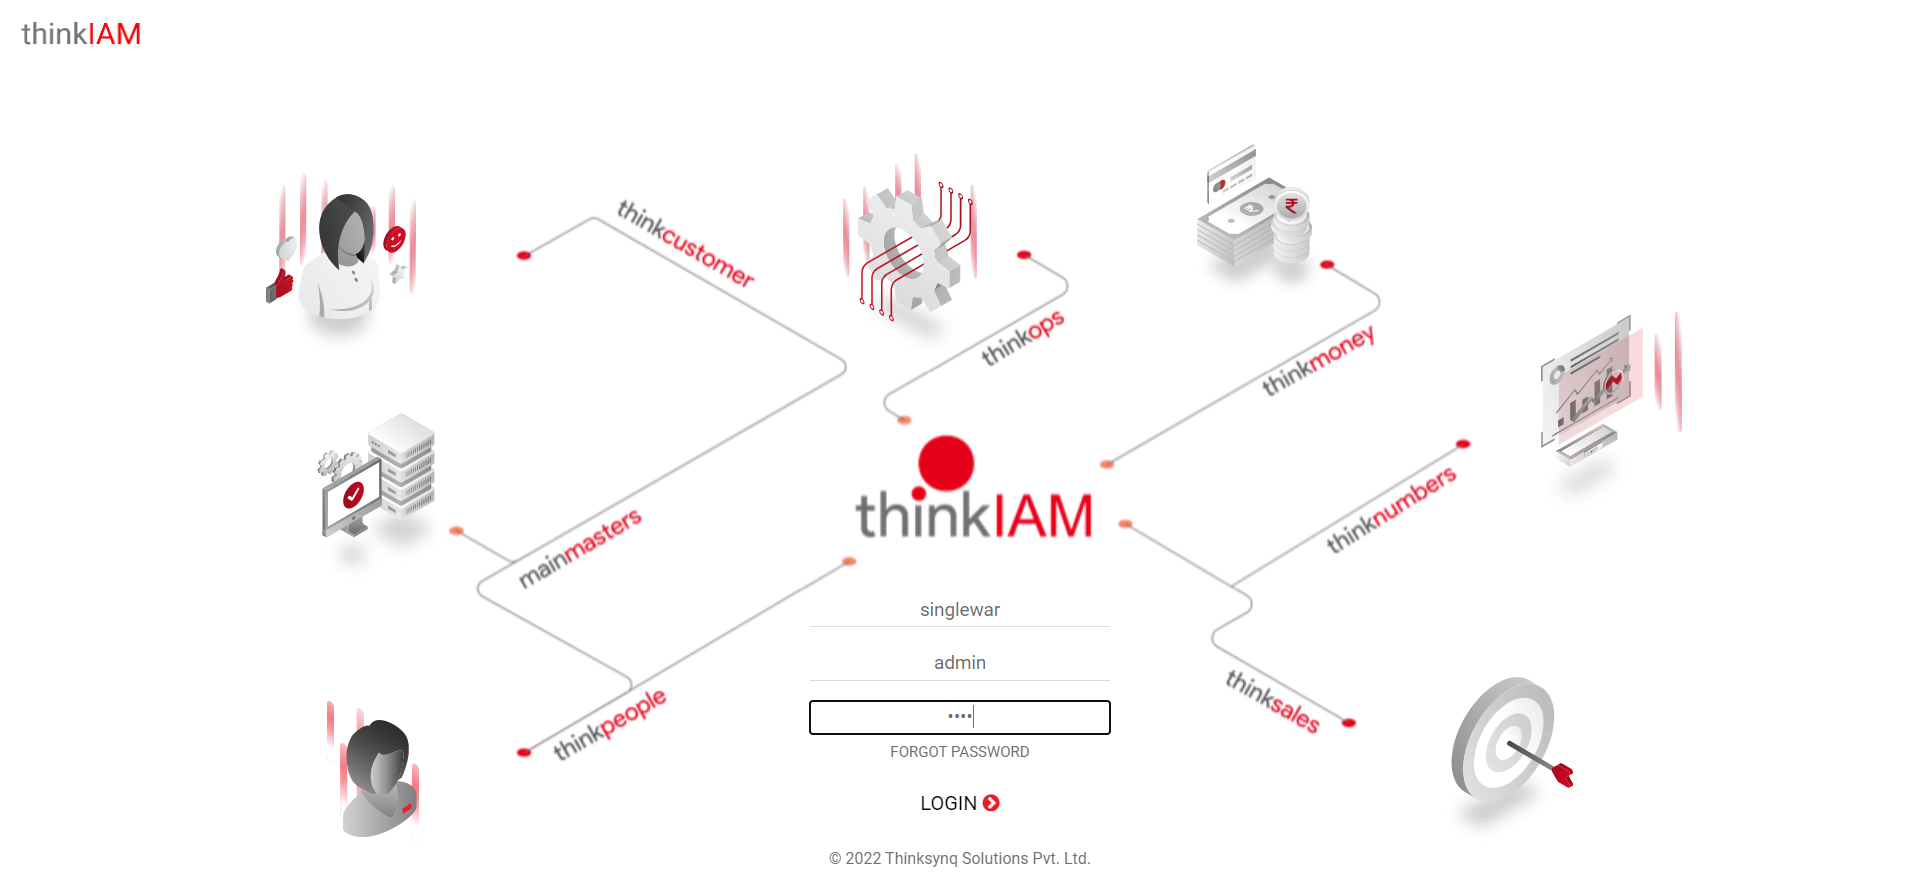 thinkIAM
thinkcustomer
thinkops
thinkmoney
thinknumbers
thinkIAM
mainmasters
singlewar
admin
••••
thinkpeople
thinksales
FORGOT PASSWORD
LOGIN
© 2022 Thinksynq Solutions Pvt. Ltd.